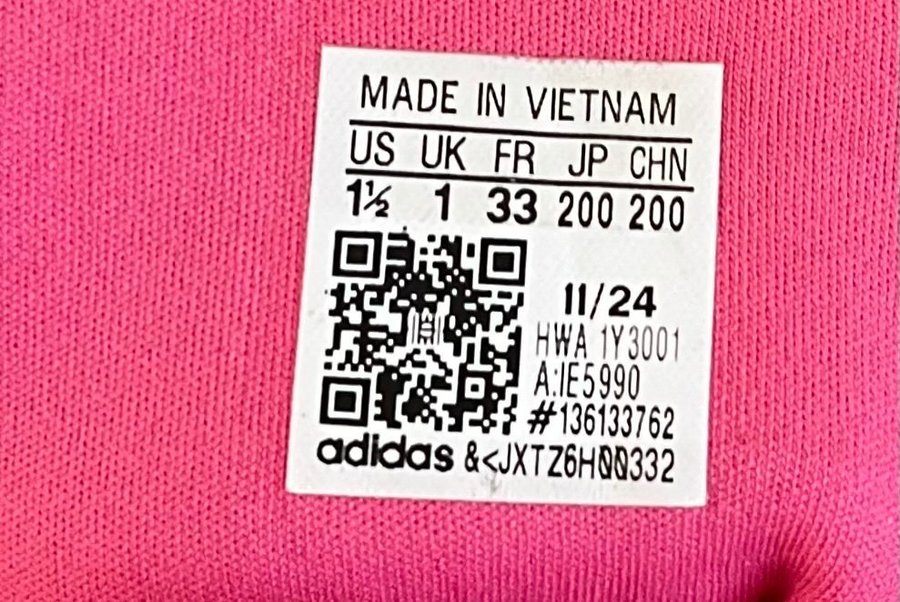 MADE IN VIETNAM
US UK FR JP CHN
1½ 1 33 200 200
11/24
HWA 1Y3001
A:IE5990
#136133762
adidas &<JXTZ6H00332